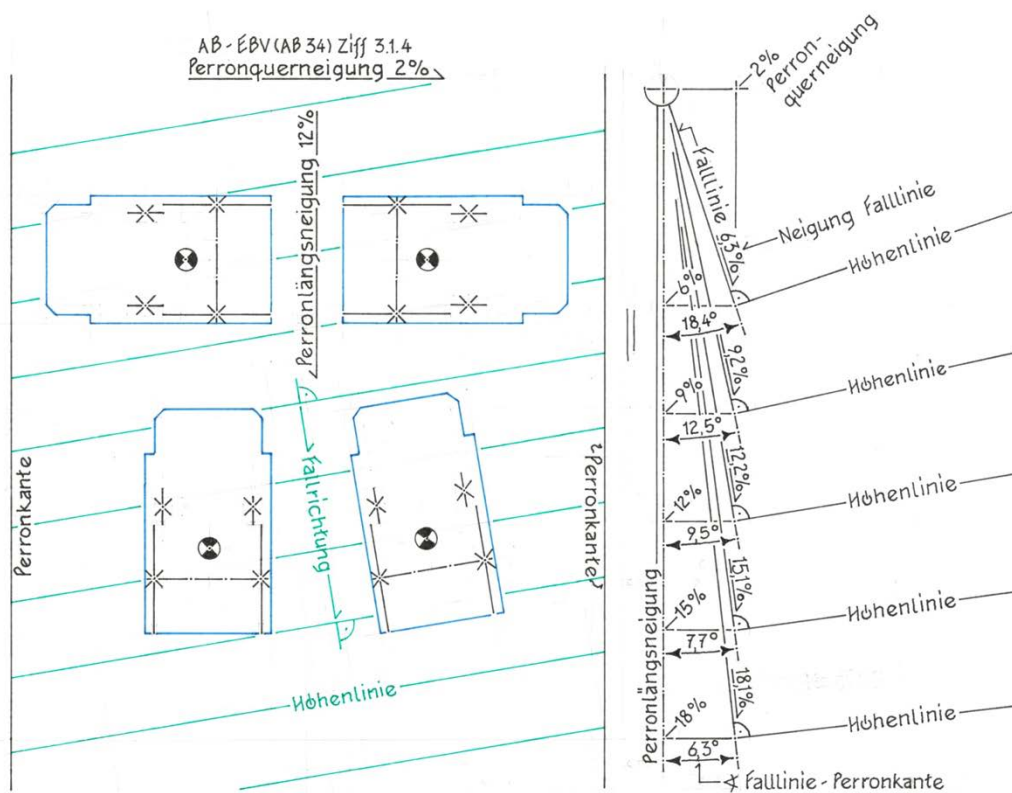 AB-EBV (AB 34) Ziff 3.1.4
Perronquerneigung 2%
Perronlängsneigung 12%
Fallrichtung
Perronkante
Perronkante
Höhenlinie
2%
Perron-
querneigung
Falllinie 6,3%
Neigung Falllinie
Höhenlinie
6%
18,4°
9,2%
Höhenlinie
9%
12,5°
12,2%
Höhenlinie
12%
9,5°
15,1%
Höhenlinie
15%
7,7°
18,1%
Höhenlinie
18%
6,3°
Perronlängsneigung
∢ Falllinie-Perronkante